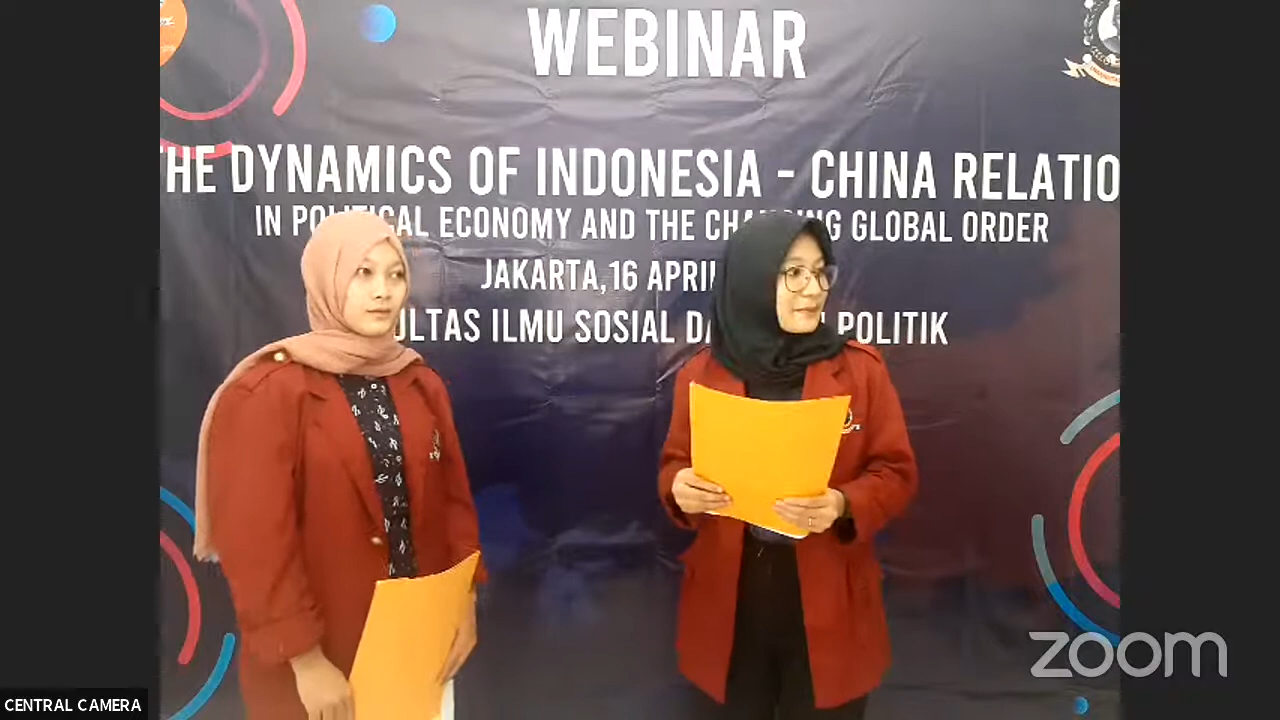 WEBINAR
THE DYNAMICS OF INDONESIA - CHINA RELATIO
IN POLITICAL ECONOMY AND THE CHANGING GLOBAL ORDER
JAKARTA, 16 APRI
ULTAS ILMU SOSIAL DA POLITIK
zoom
CENTRAL CAMERA